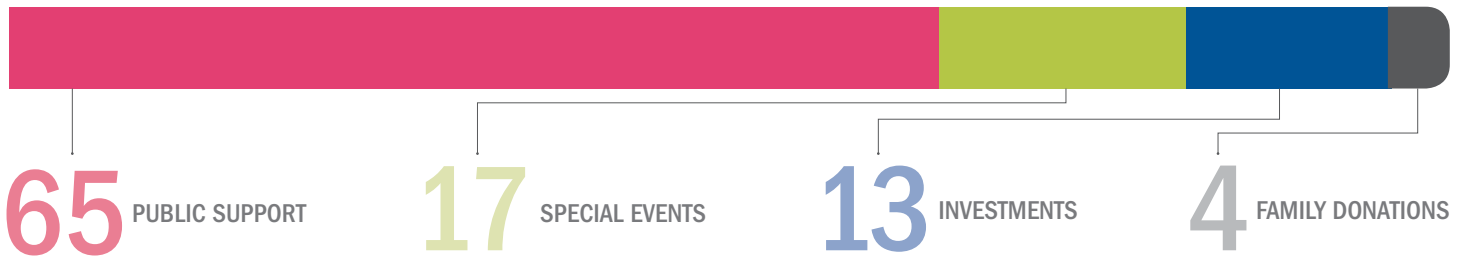 65 PUBLIC SUPPORT
17 SPECIAL EVENTS
13 INVESTMENTS
4 FAMILY DONATIONS